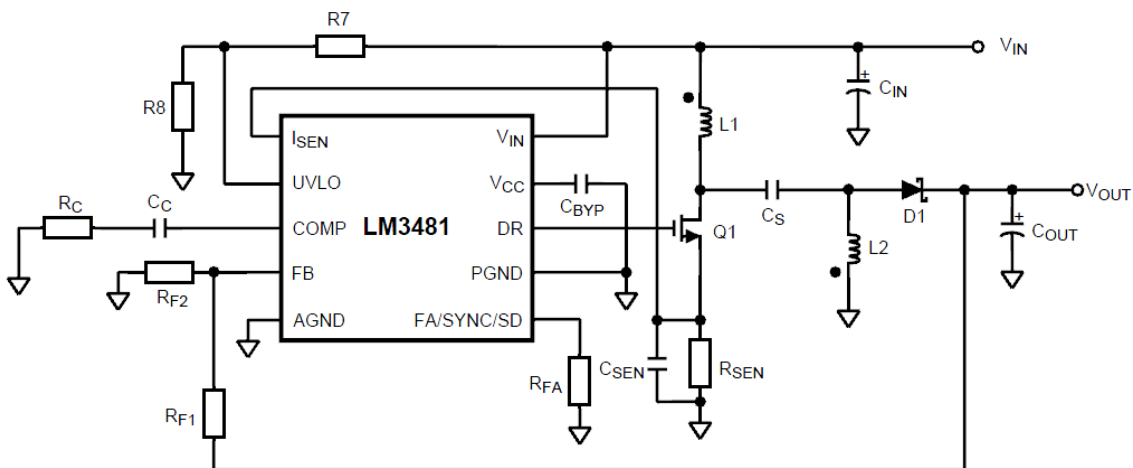 R7
VIN
CIN
R8
L1
ISEN
VIN
UVLO
VCC
CBYP
RC
CC
COMP
LM3481
DR
Q1
CS
D1
VOUT
COUT
L2
FB
PGND
RF2
AGND
FA/SYNC/SD
CSEN
RSEN
RFA
RF1